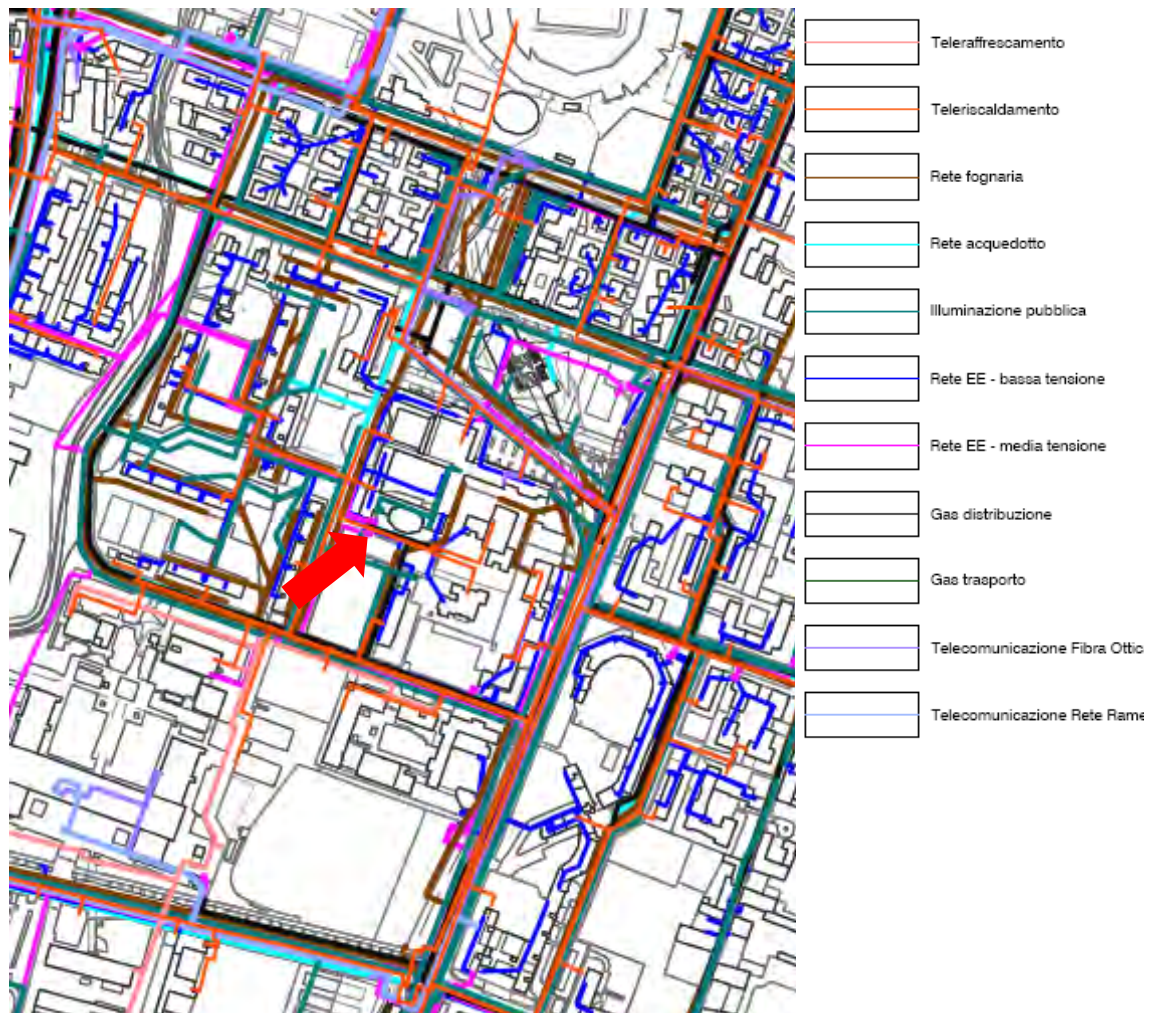 Teleraffrescamento
Teleriscaldamento
Rete fognaria
Rete acquedotto
Illuminazione pubblica
Rete EE - bassa tensione
Rete EE - media tensione
Gas distribuzione
Gas trasporto
Telecomunicazione Fibra Ottic
Telecomunicazione Rete Rame